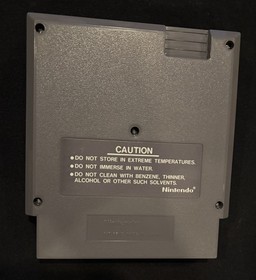 CAUTION
• DO NOT STORE IN EXTREME TEMPERATURES.
• DO NOT IMMERSE IN WATER.
• DO NOT CLEAN WITH BENZENE, THINNER,
ALCOHOL OR OTHER SUCH SOLVENTS.
Nintendo®